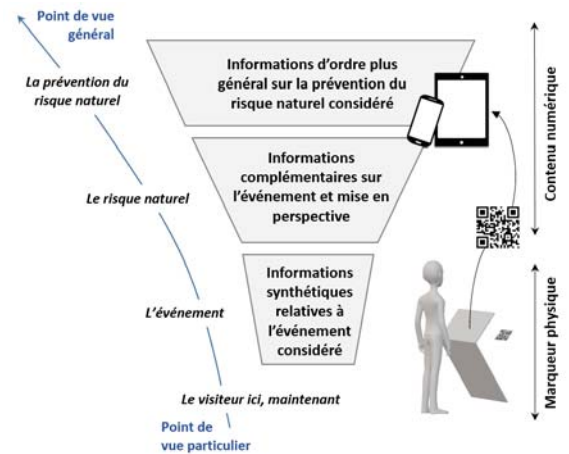 Point de vue
général
La prévention du
risque naturel
Le risque naturel
L'événement
Le visiteur ici, maintenant
Point de
vue particulier
Informations d'ordre plus
général sur la prévention du
risque naturel considéré
Informations
complémentaires sur
l'événement et mise en
perspective
Informations
synthétiques
relatives à
l'événement
considéré
Contenu numérique
Marqueur physique